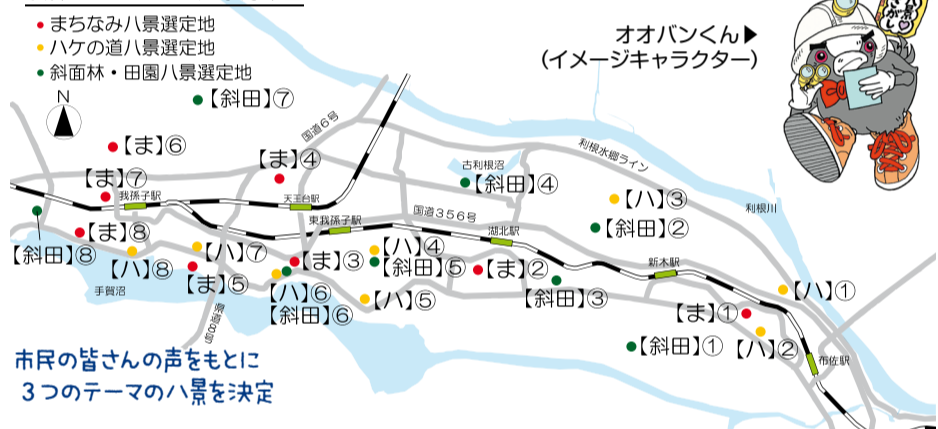 ● まちなみ八景選定地
● ハケの道八景選定地
● 斜面林・田園八景選定地
オオバンくん▶
(イメージキャラクター)
N
【斜田】⑦
国道6号
【ま】⑥
【ま】④
古利根沼
利根水郷ライン
【ま】⑦
我孫子駅
天王台駅
【斜田】④
【ハ】③
利根川
東我孫子駅
国道356号
【斜田】②
【ま】⑧
湖北駅
【斜田】⑧
【ハ】⑧
【ハ】⑦
【ま】③
【ハ】④
【斜田】⑤
【ま】②
新木駅
手賀沼
【ま】⑤
【ハ】⑥
【斜田】⑥
【ハ】⑤
【斜田】③
【ハ】①
【ま】①
【斜田】①
【ハ】②
布佐駅
市民の皆さんの声をもとに
3つのテーマの八景を決定